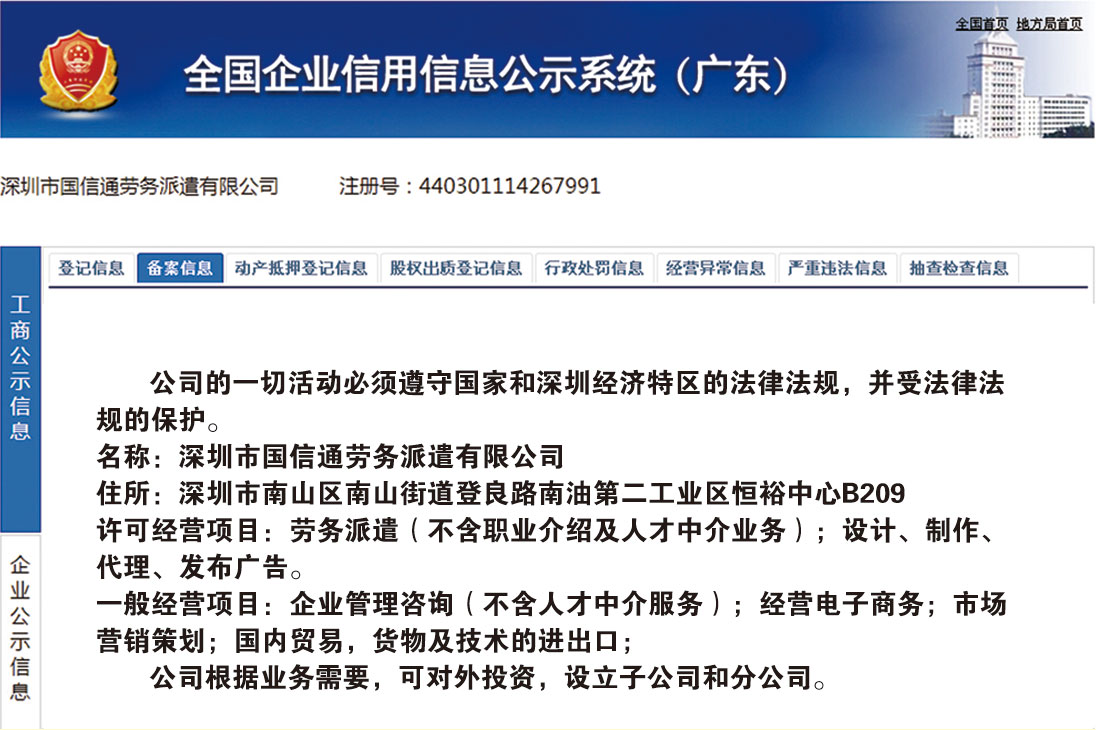 全国首页 地方局首页
全国企业信用信息公示系统（广东）
深圳市国信通劳务派遣有限公司 注册号：440301114267991
登记信息 备案信息 动产抵押登记信息 股权出质登记信息 行政处罚信息 经营异常信息 严重违法信息 抽查检查信息
工商公示信息
企业公示信息
公司的一切活动必须遵守国家和深圳经济特区的法律法规，并受法律法
规的保护。
名称：深圳市国信通劳务派遣有限公司
住所：深圳市南山区南山街道登良路南油第二工业区恒裕中心B209
许可经营项目：劳务派遣（不含职业介绍及人才中介业务）；设计、制作、
代理、发布广告。
一般经营项目：企业管理咨询（不含人才中介服务）；经营电子商务；市场
营销策划；国内贸易，货物及技术的进出口；
公司根据业务需要，可对外投资，设立子公司和分公司。